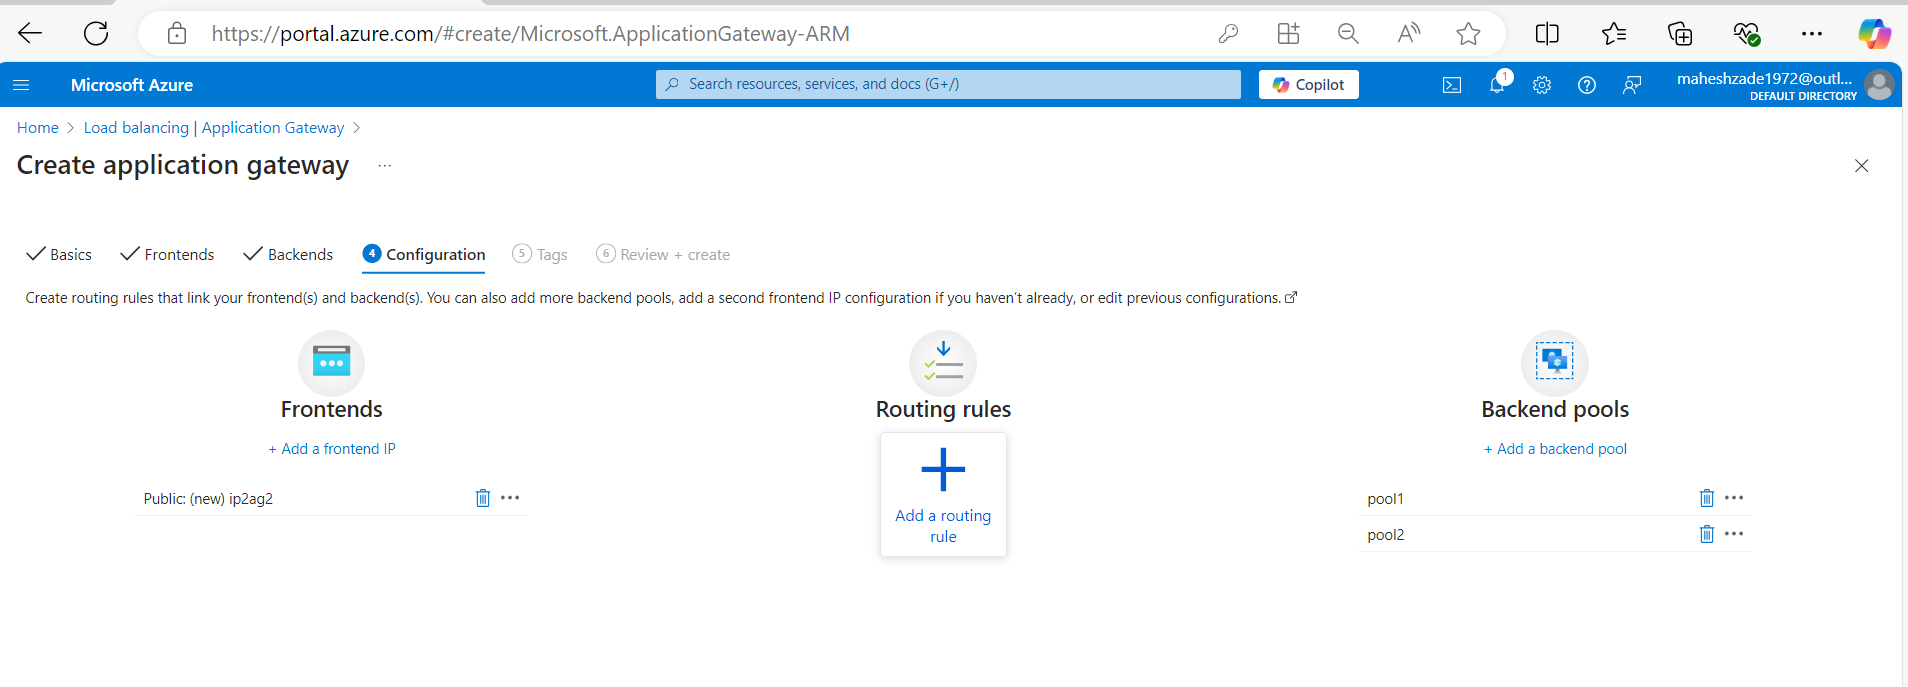 https://portal.azure.com/#create/Microsoft.ApplicationGateway-ARM
Microsoft Azure
Search resources, services, and docs (G+/)
Copilot
1
maheshzade1972@outl...
DEFAULT DIRECTORY
Home > Load balancing | Application Gateway >
Create application gateway ...
Basics
Frontends
Backends
4 Configuration
5 Tags
6 Review + create
Create routing rules that link your frontend(s) and backend(s). You can also add more backend pools, add a second frontend IP configuration if you haven't already, or edit previous configurations.
Frontends
+ Add a frontend IP
Public: (new) ip2ag2
Routing rules
Add a routing
rule
Backend pools
+ Add a backend pool
pool1
pool2